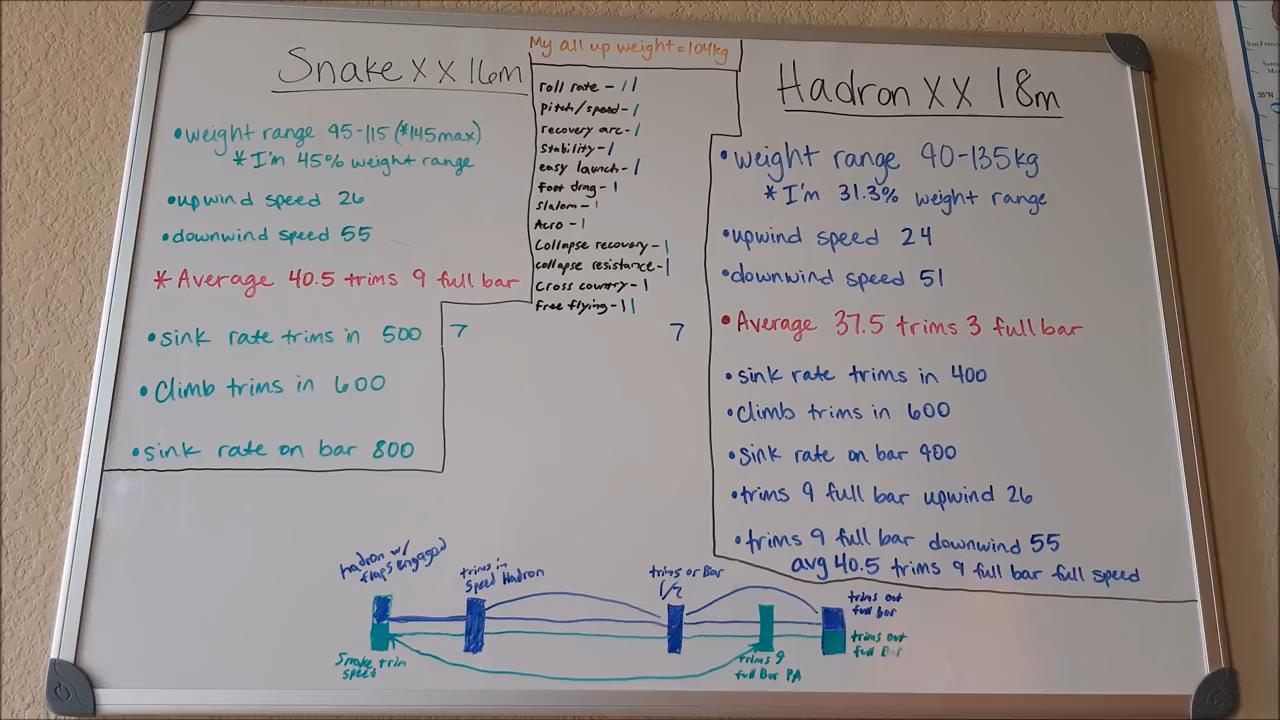 My all up weight = 104kg
Snake XX 16m
•weight range 95-115 (*145max)
* I'm 45% weight range
•upwind speed 26
•downwind speed 55
* Average 40.5 trims 9 full bar
•sink rate trims in 500
•Climb trims in 600
•sink rate on bar 800
roll rate - 11
pitch/speed - 1
recovery arc - 1
Stability - 1
easy launch - 1
foot drag - 1
Slalom - 1
Acro - 1
Collapse recovery - 1
collapse resistance - 1
Cross country - 1
free flying - 11
7
7
Hadron XX 18m
•weight range 90-135kg
* I'm 31.3% weight range
•upwind speed 24
•downwind speed 51
•Average 37.5 trims 3 full bar
•sink rate trims in 400
•climb trims in 600
•sink rate on bar 900
•trims 9 full bar upwind 26
•trims 9 full bar downwind 55
avg 40.5 trims 9 full bar full speed
hadron w/
flaps engaged
trims in
speed Hadron
trims or Bar
1/2
trims out
full bar
Snake trim
speed
trims 9
full Bar PA
trims out
full Bar
San Francisco
35°N